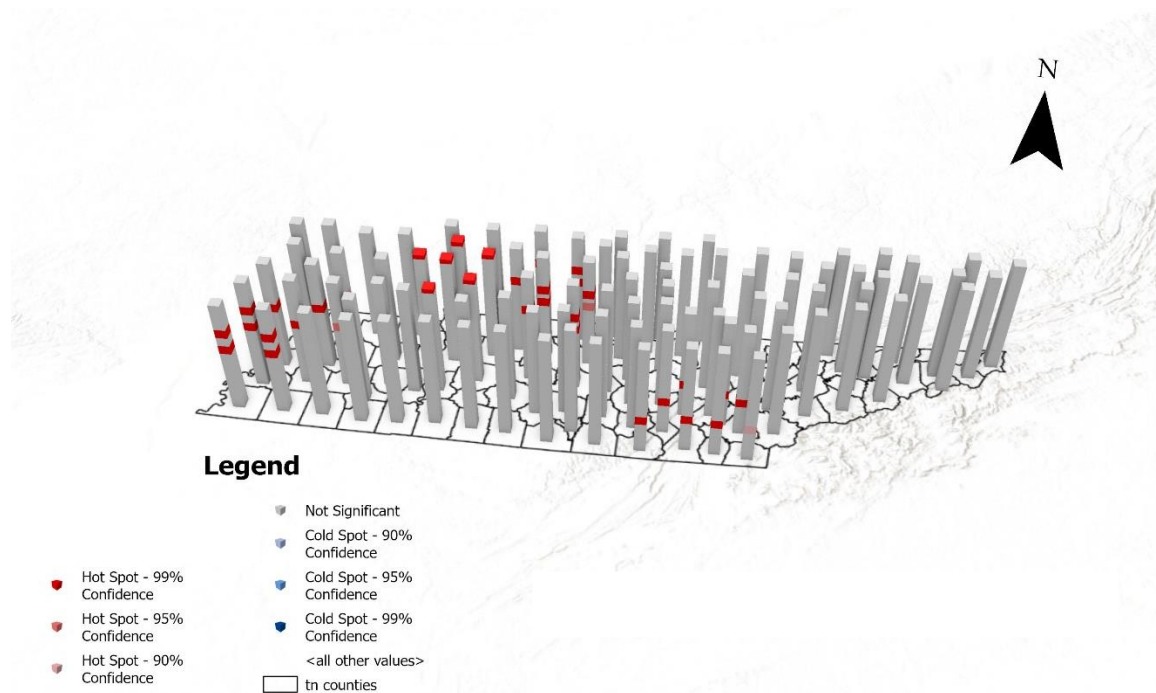 N
Legend
Not Significant
Cold Spot - 90%
Confidence
Cold Spot - 95%
Confidence
Cold Spot - 99%
Confidence
<all other values>
tn counties
Hot Spot - 99%
Confidence
Hot Spot - 95%
Confidence
Hot Spot - 90%
Confidence